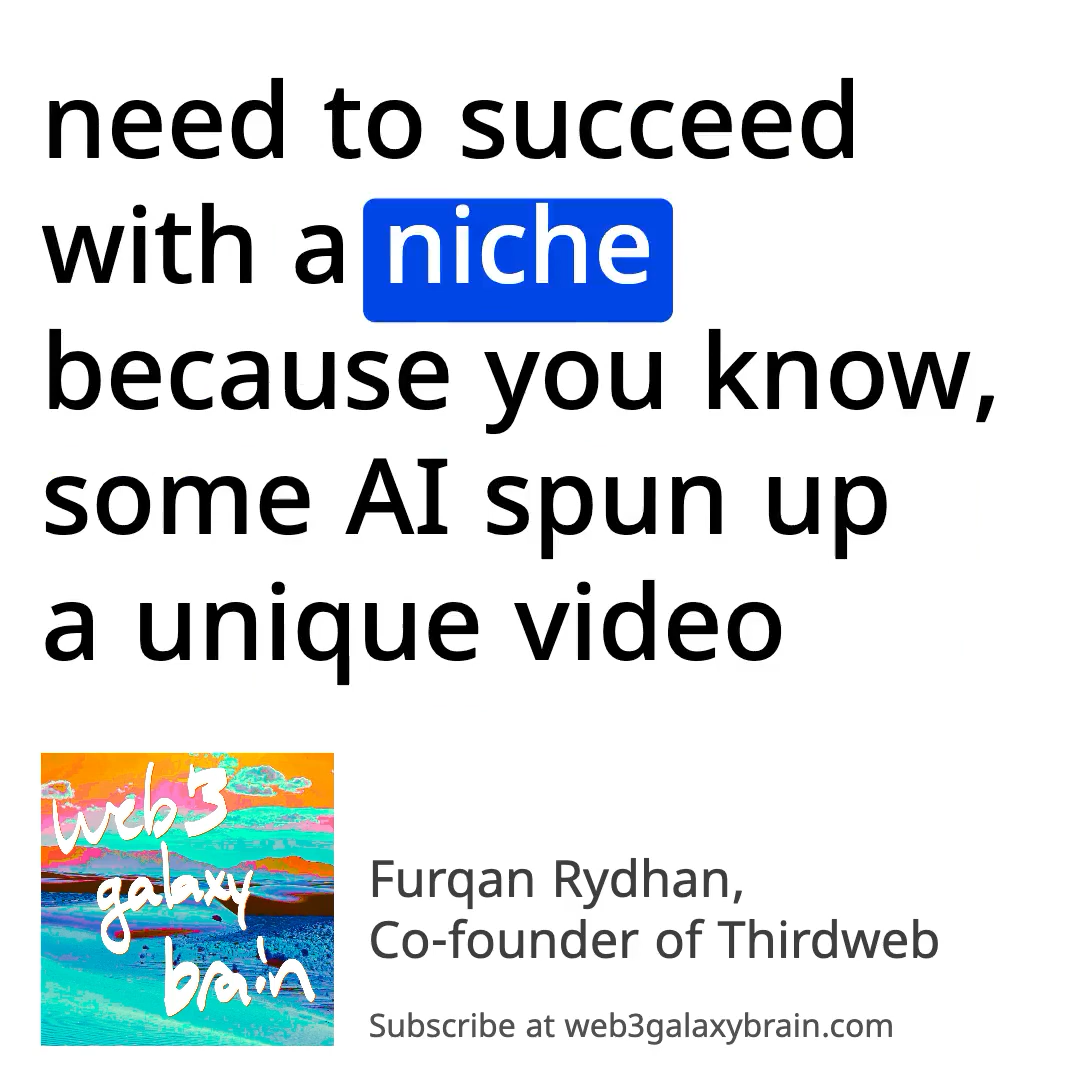 need to succeed
with a niche
because you know,
some AI spun up
a unique video
web3
galaxy
brain
Furqan Rydhan,
Co-founder of Thirdweb
Subscribe at web3galaxybrain.com